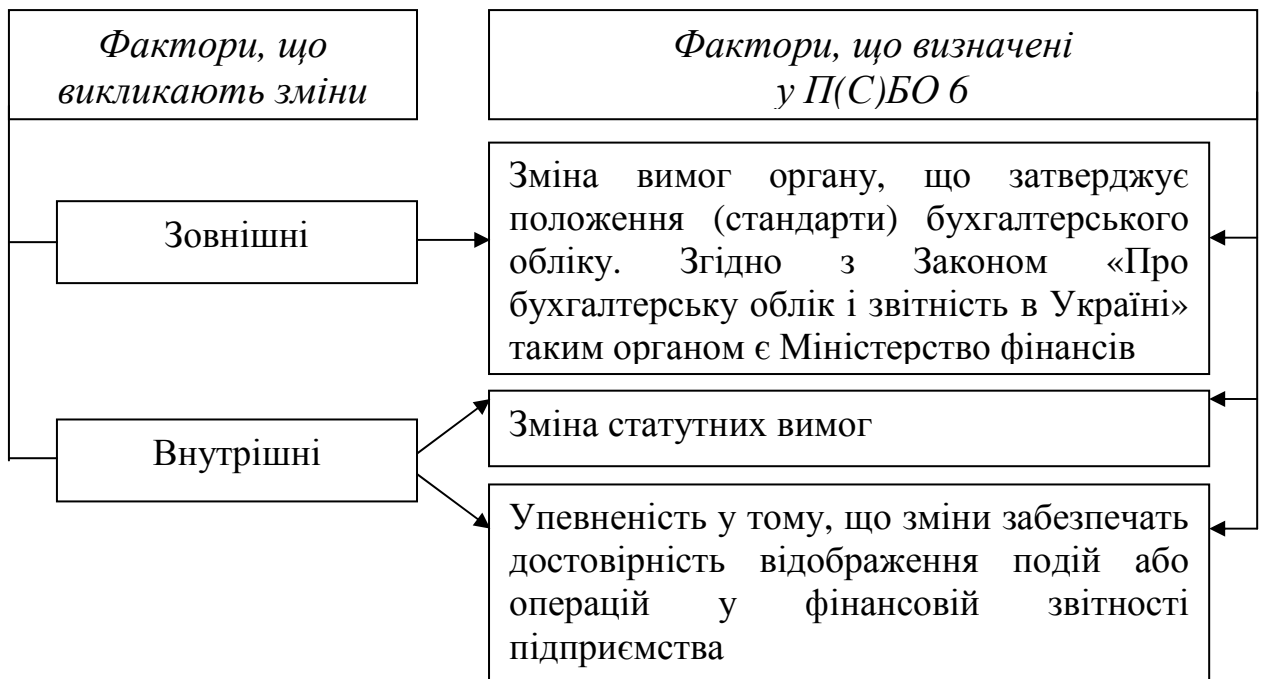 Фактори, що
викликають зміни
Фактори, що визначені
у П(С)БО 6
Зовнішні
Зміна вимог органу, що затверджує
положення (стандарти) бухгалтерського
обліку. Згідно з Законом «Про
бухгалтерську облік і звітність в Україні»
таким органом є Міністерство фінансів
Внутрішні
Зміна статутних вимог
Упевненість у тому, що зміни забезпечать
достовірність відображення подій або
операцій у фінансовій звітності
підприємства